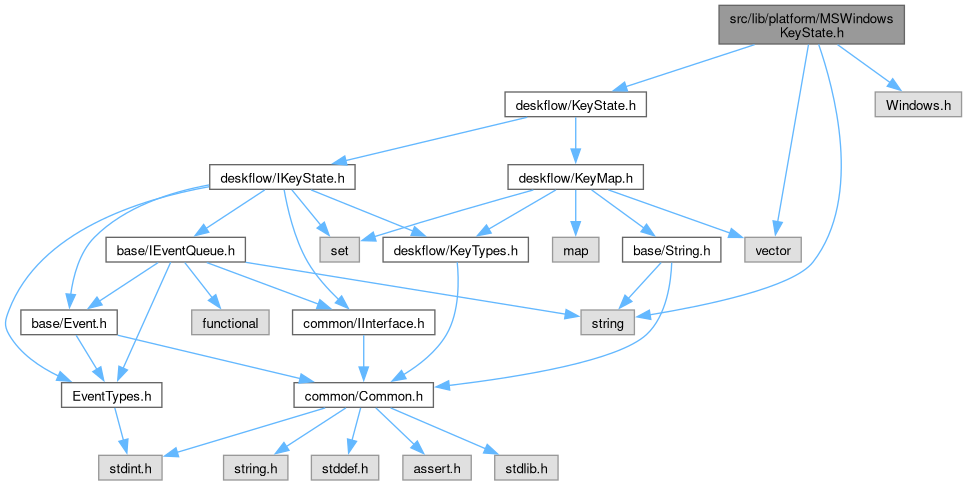 src/lib/platform/MSWindows
KeyState.h
deskflow/KeyState.h
Windows.h
deskflow/IKeyState.h
deskflow/KeyMap.h
base/IEventQueue.h
set
deskflow/KeyTypes.h
map
base/String.h
vector
base/Event.h
functional
common/IInterface.h
string
EventTypes.h
common/Common.h
stdint.h
string.h
stddef.h
assert.h
stdlib.h